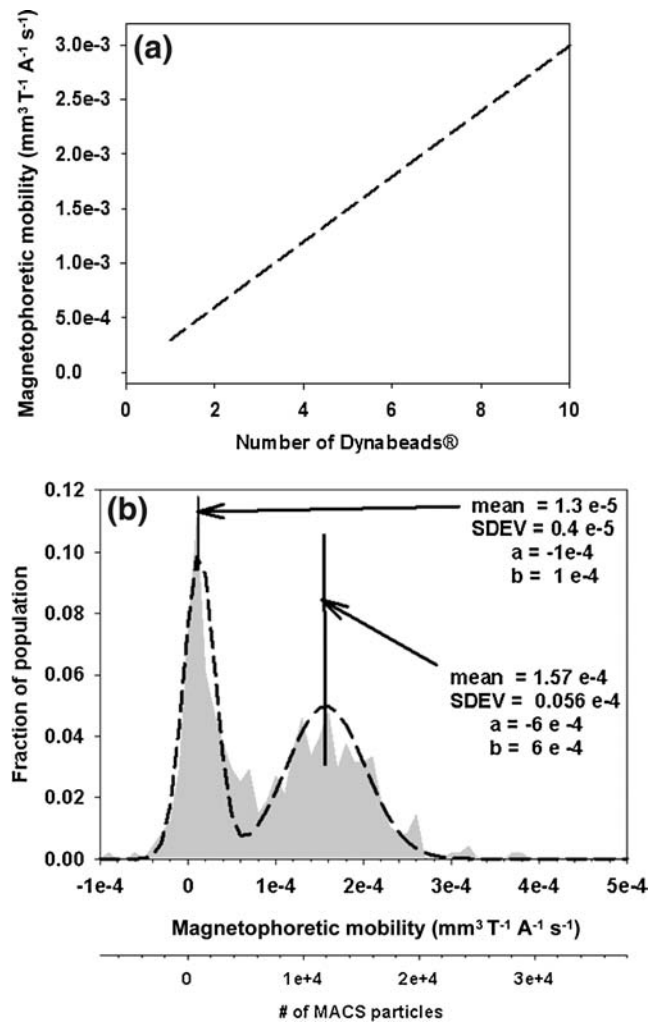 (a)
Magnetophoretic mobility (mm³ T⁻¹ A⁻¹ s⁻¹)
3.0e-3
2.5e-3
2.0e-3
1.5e-3
1.0e-3
5.0e-4
0.0
0 2 4 6 8 10
Number of Dynabeads®
(b)
Fraction of population
0.12
0.10
0.08
0.06
0.04
0.02
0.00
mean = 1.3 e-5
SDEV = 0.4 e-5
a = -1e-4
b = 1 e-4
mean = 1.57 e-4
SDEV = 0.056 e-4
a = -6 e -4
b = 6 e -4
-1e-4 0 1e-4 2e-4 3e-4 4e-4 5e-4
Magnetophoretic mobility (mm³ T⁻¹ A⁻¹ s⁻¹)
0 1e+4 2e+4 3e+4
# of MACS particles